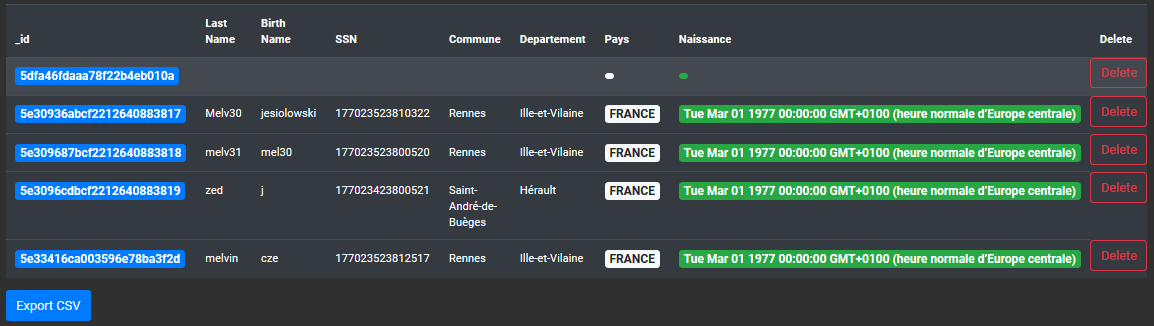 _id Last Name Birth Name SSN Commune Departement Pays Naissance Delete
5dfa46fdaaa78f22b4eb010a Delete
5e30936abcf2212640883817 Melv30 jesiolowski 177023523810322 Rennes Ille-et-Vilaine FRANCE Tue Mar 01 1977 00:00:00 GMT+0100 (heure normale d’Europe centrale) Delete
5e309687bcf2212640883818 melv31 mel30 177023523800520 Rennes Ille-et-Vilaine FRANCE Tue Mar 01 1977 00:00:00 GMT+0100 (heure normale d’Europe centrale) Delete
5e3096cdbcf2212640883819 zed j 177023423800521 Saint-André-de-Buèges Hérault FRANCE Tue Mar 01 1977 00:00:00 GMT+0100 (heure normale d’Europe centrale) Delete
5e33416ca003596e78ba3f2d melvin cze 177023523812517 Rennes Ille-et-Vilaine FRANCE Tue Mar 01 1977 00:00:00 GMT+0100 (heure normale d’Europe centrale) Delete
Export CSV